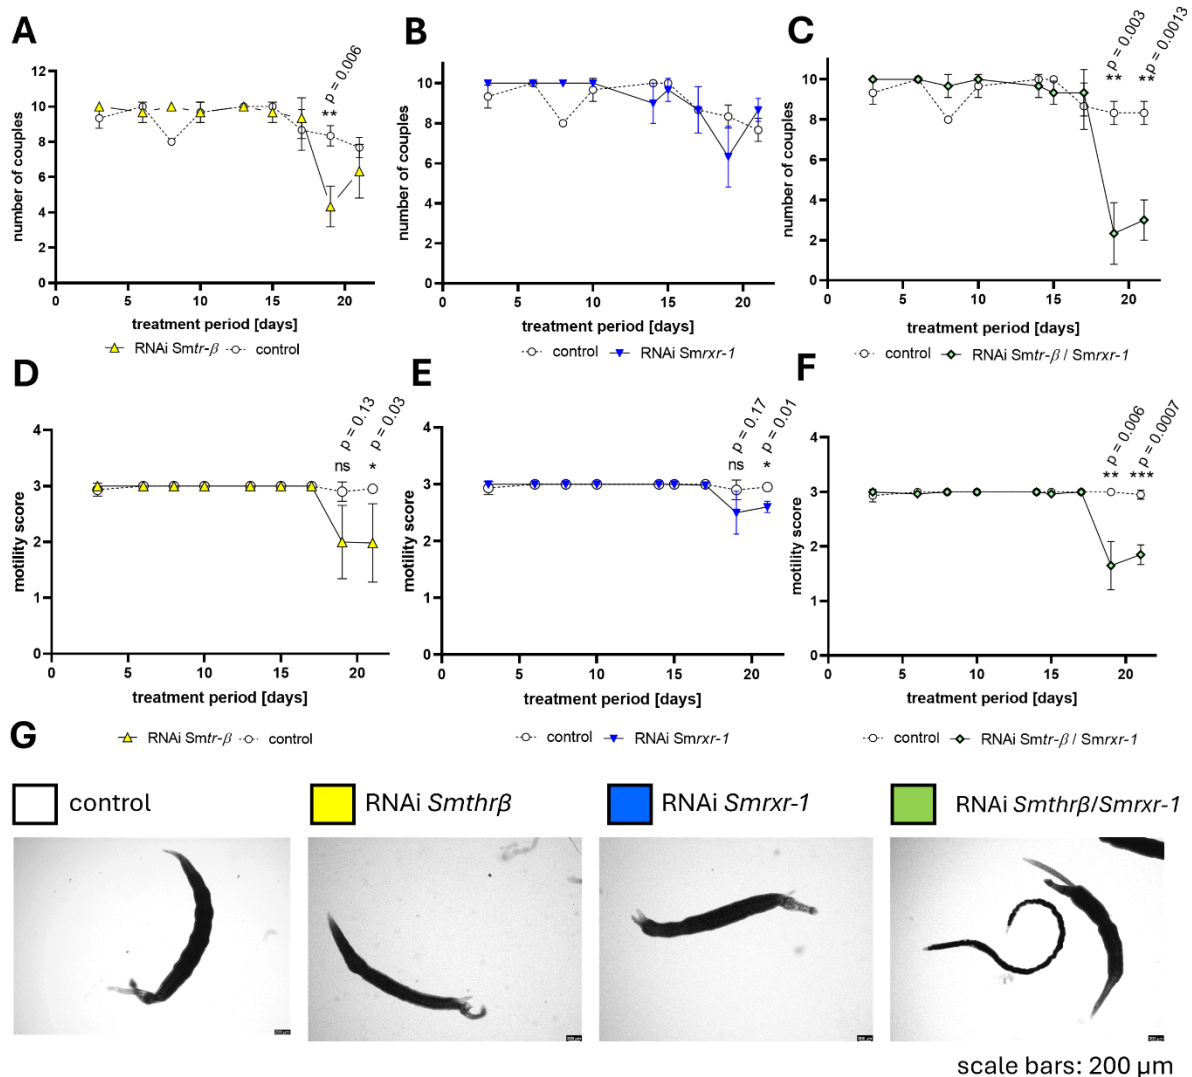 A
B
C
p = 0.006
**
p = 0.003
**
p = 0.0013
**
number of couples
12
10
8
6
4
2
0
0 5 10 15 20
treatment period [days]
RNAi Smtr-β control
number of couples
10
8
6
4
2
0
0 5 10 15 20
treatment period [days]
control RNAi Smrxr-1
number of couples
10
8
6
4
2
0
0 5 10 15 20
treatment period [days]
control RNAi Smtr-β / Smrxr-1
D
E
F
p = 0.13
ns
p = 0.03
*
p = 0.17
ns
p = 0.01
*
p = 0.006
**
p = 0.0007
***
motility score
4
3
2
1
0
0 5 10 15 20
treatment period [days]
RNAi Smtr-β control
motility score
4
3
2
1
0
0 5 10 15 20
treatment period [days]
control RNAi Smrxr-1
motility score
4
3
2
1
0
0 5 10 15 20
treatment period [days]
control RNAi Smtr-β / Smrxr-1
G
control
RNAi Smthrβ
RNAi Smrxr-1
RNAi Smthrβ/Smrxr-1
200 µm
200 µm
200 µm
200 µm
scale bars: 200 µm